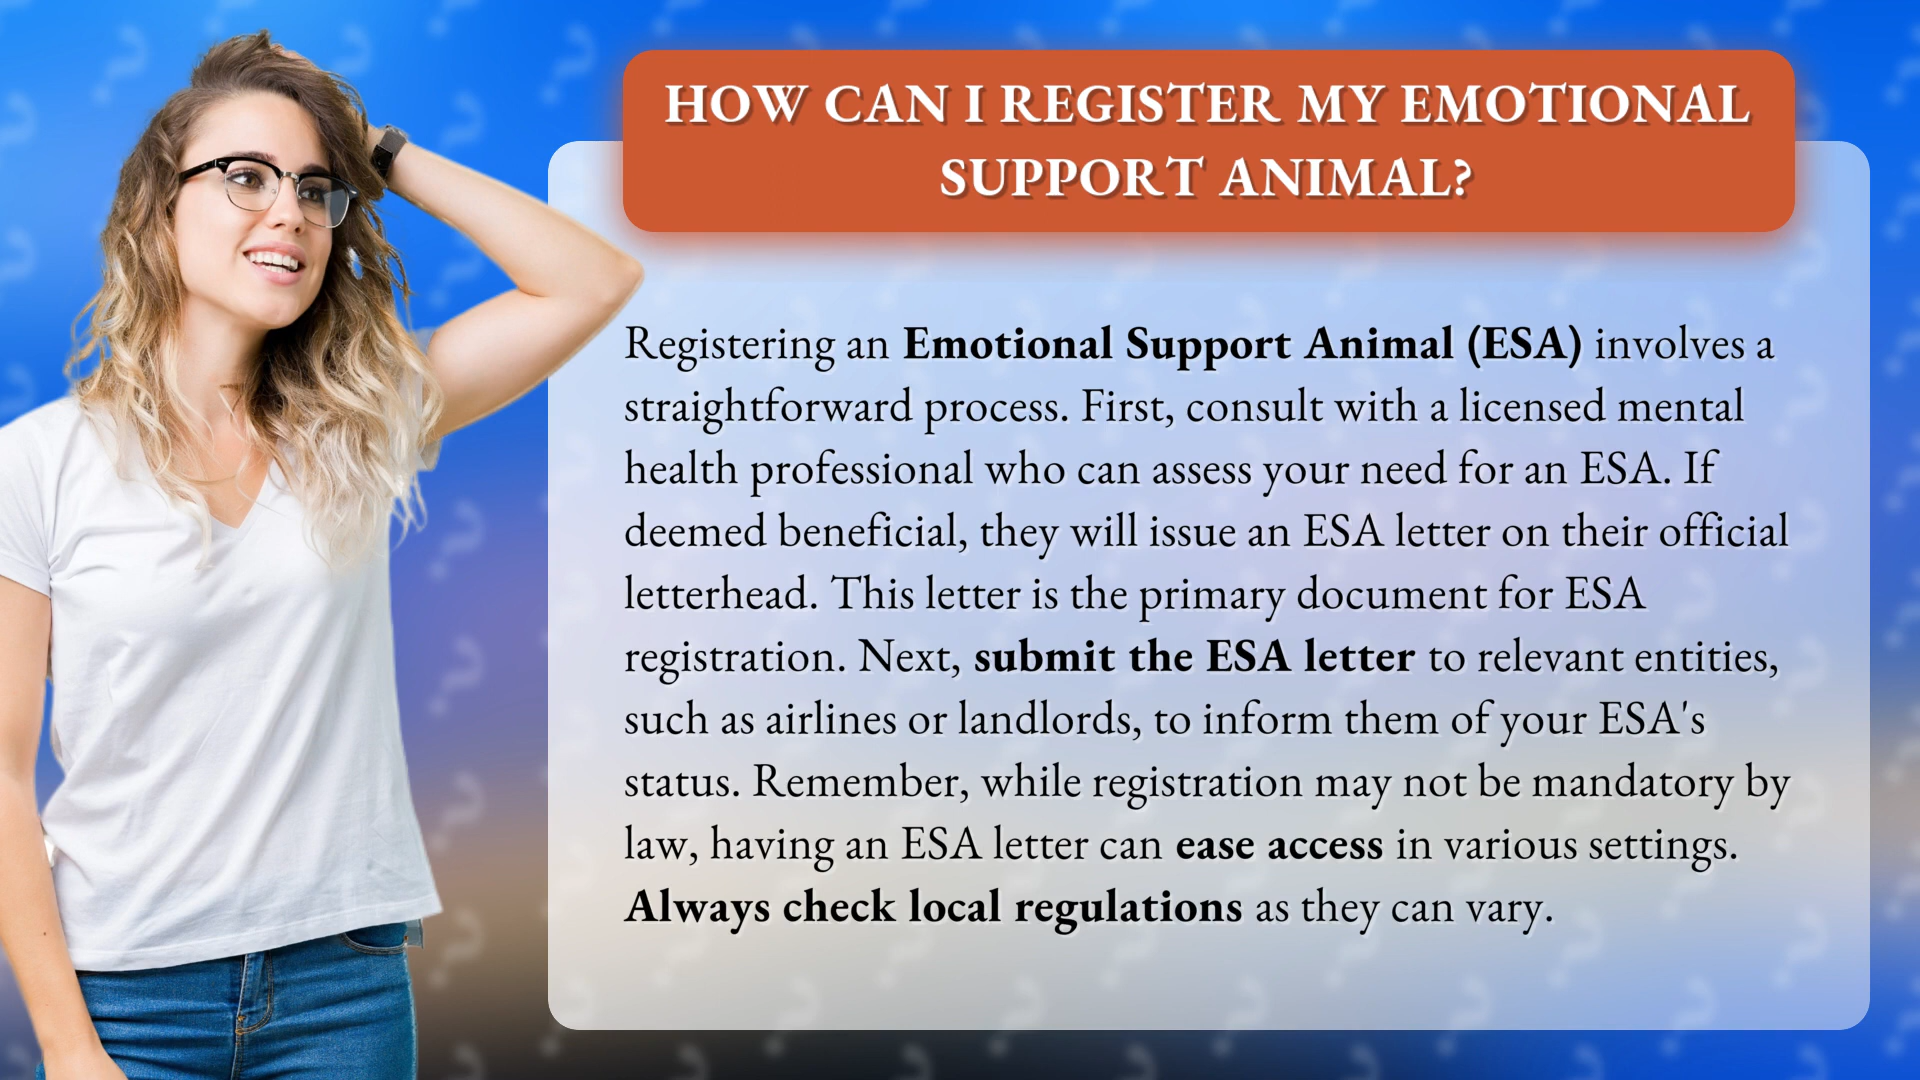 HOW CAN I REGISTER MY EMOTIONAL
SUPPORT ANIMAL?
Registering an Emotional Support Animal (ESA) involves a
straightforward process. First, consult with a licensed mental
health professional who can assess your need for an ESA. If
deemed beneficial, they will issue an ESA letter on their official
letterhead. This letter is the primary document for ESA
registration. Next, submit the ESA letter to relevant entities,
such as airlines or landlords, to inform them of your ESA's
status. Remember, while registration may not be mandatory by
law, having an ESA letter can ease access in various settings.
Always check local regulations as they can vary.